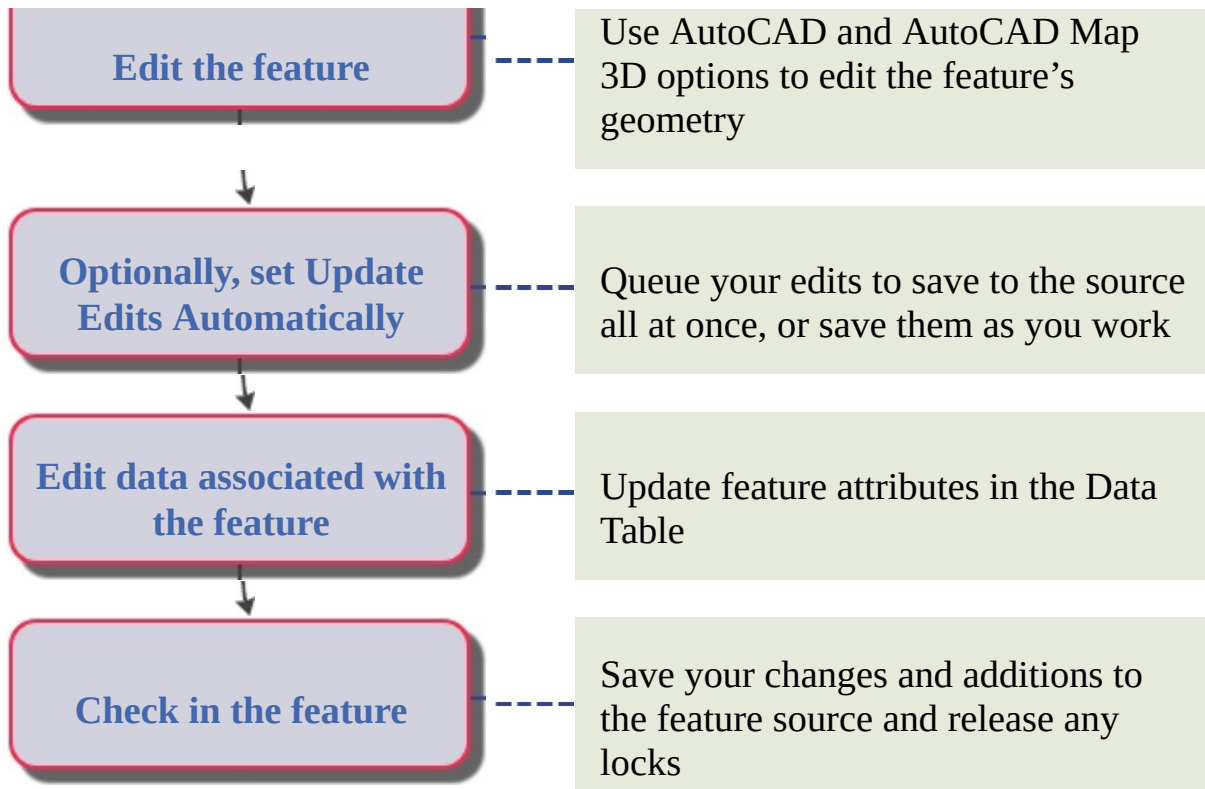 Edit the feature
Use AutoCAD and AutoCAD Map
3D options to edit the feature’s
geometry
Optionally, set Update
Edits Automatically
Queue your edits to save to the source
all at once, or save them as you work
Edit data associated with
the feature
Update feature attributes in the Data
Table
Check in the feature
Save your changes and additions to
the feature source and release any
locks